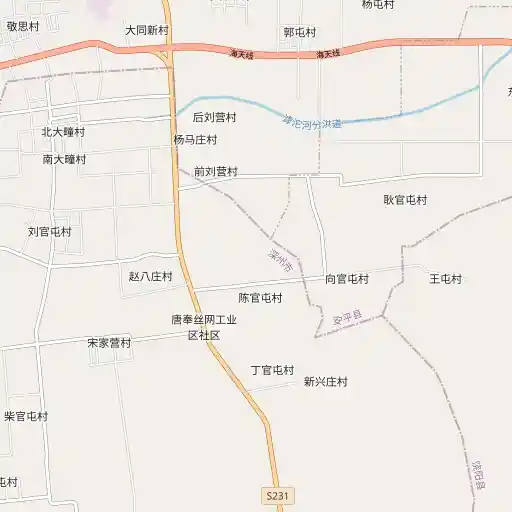 杨屯村
敬思村
大同新村
郭屯村
海天线
海天线
东
后刘营村
滹沱河分洪道
北大疃村
杨马庄村
南大疃村
前刘营村
耿官屯村
刘官屯村
深州市
赵八庄村
向官屯村
王屯村
陈官屯村
安平县
唐奉丝网工业
区社区
宋家营村
丁官屯村
新兴庄村
柴官屯村
饶阳县
屯村
S231